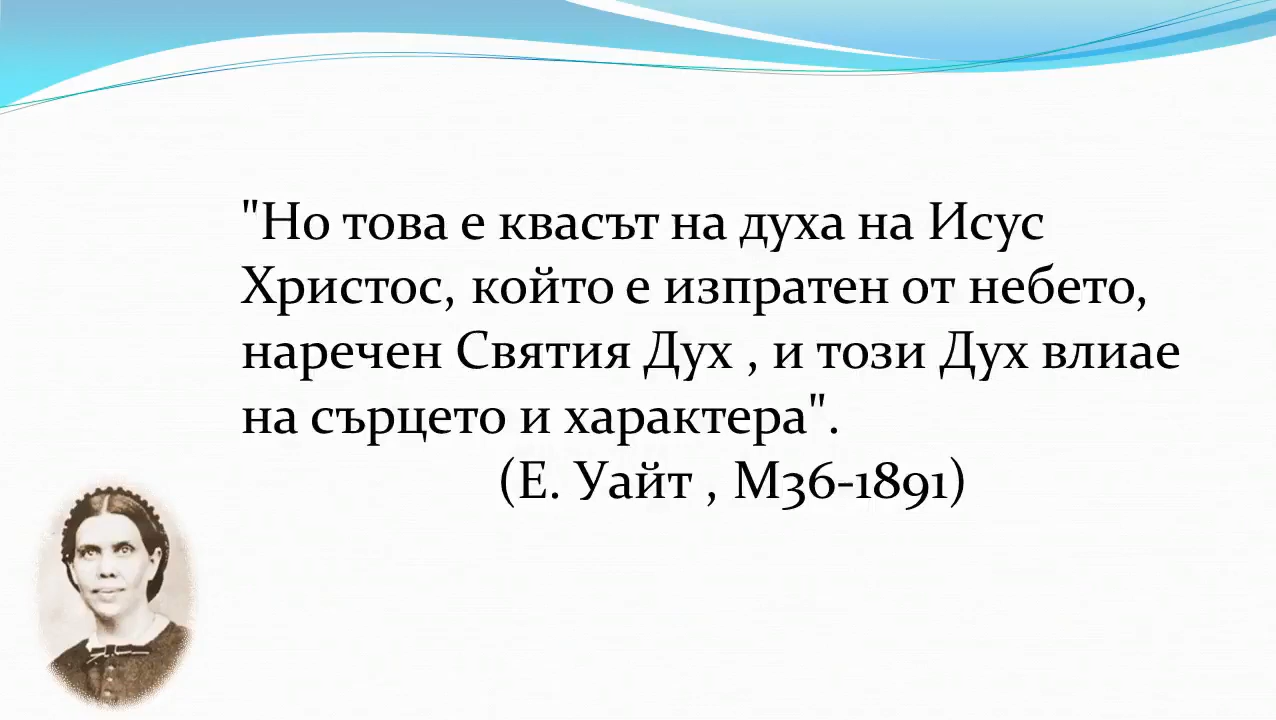 "Но това е квасът на духа на Исус
Христос, който е изпратен от небето,
наречен Святия Дух , и този Дух влиае
на сърцето и характера".
(Е. Уайт , М36-1891)